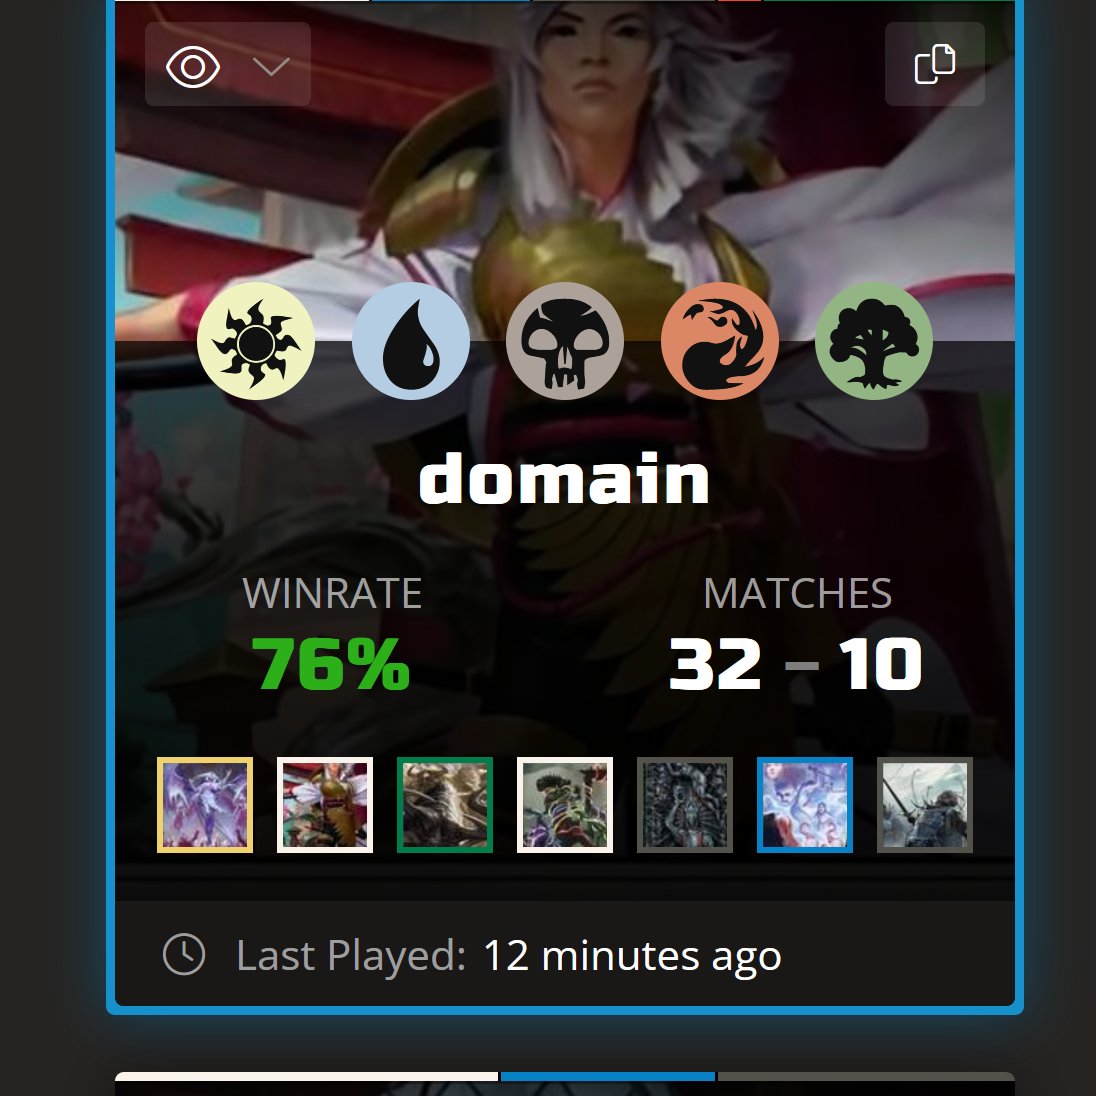 domain
WINRATE
MATCHES
76%
32 – 10
Last Played: 12 minutes ago